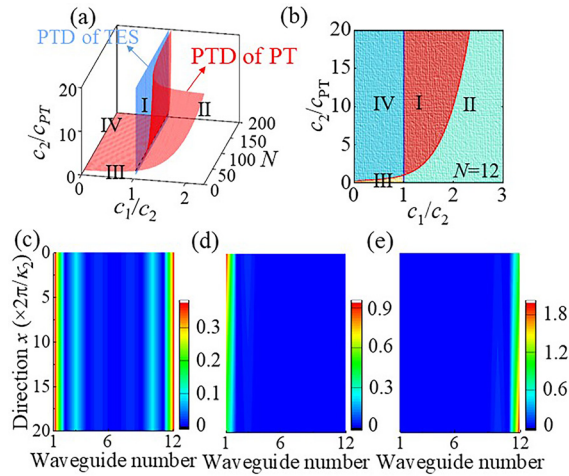 (a)
PTD of TES
PTD of PT
20
10
0
c₂/c_PT
I
II
III
IV
0
1
2
c₁/c₂
0
50
100
150
200
N
(b)
20
15
10
5
0
c₂/c_PT
IV
I
II
III
N=12
0
1
2
3
c₁/c₂
(c)
(d)
(e)
Direction x (×2π/κ₂)
0
5
10
15
20
1
6
12
Waveguide number
0.3
0.2
0.1
0
1
6
12
Waveguide number
0.9
0.6
0.3
0
1
6
12
Waveguide number
1.8
1.2
0.6
0